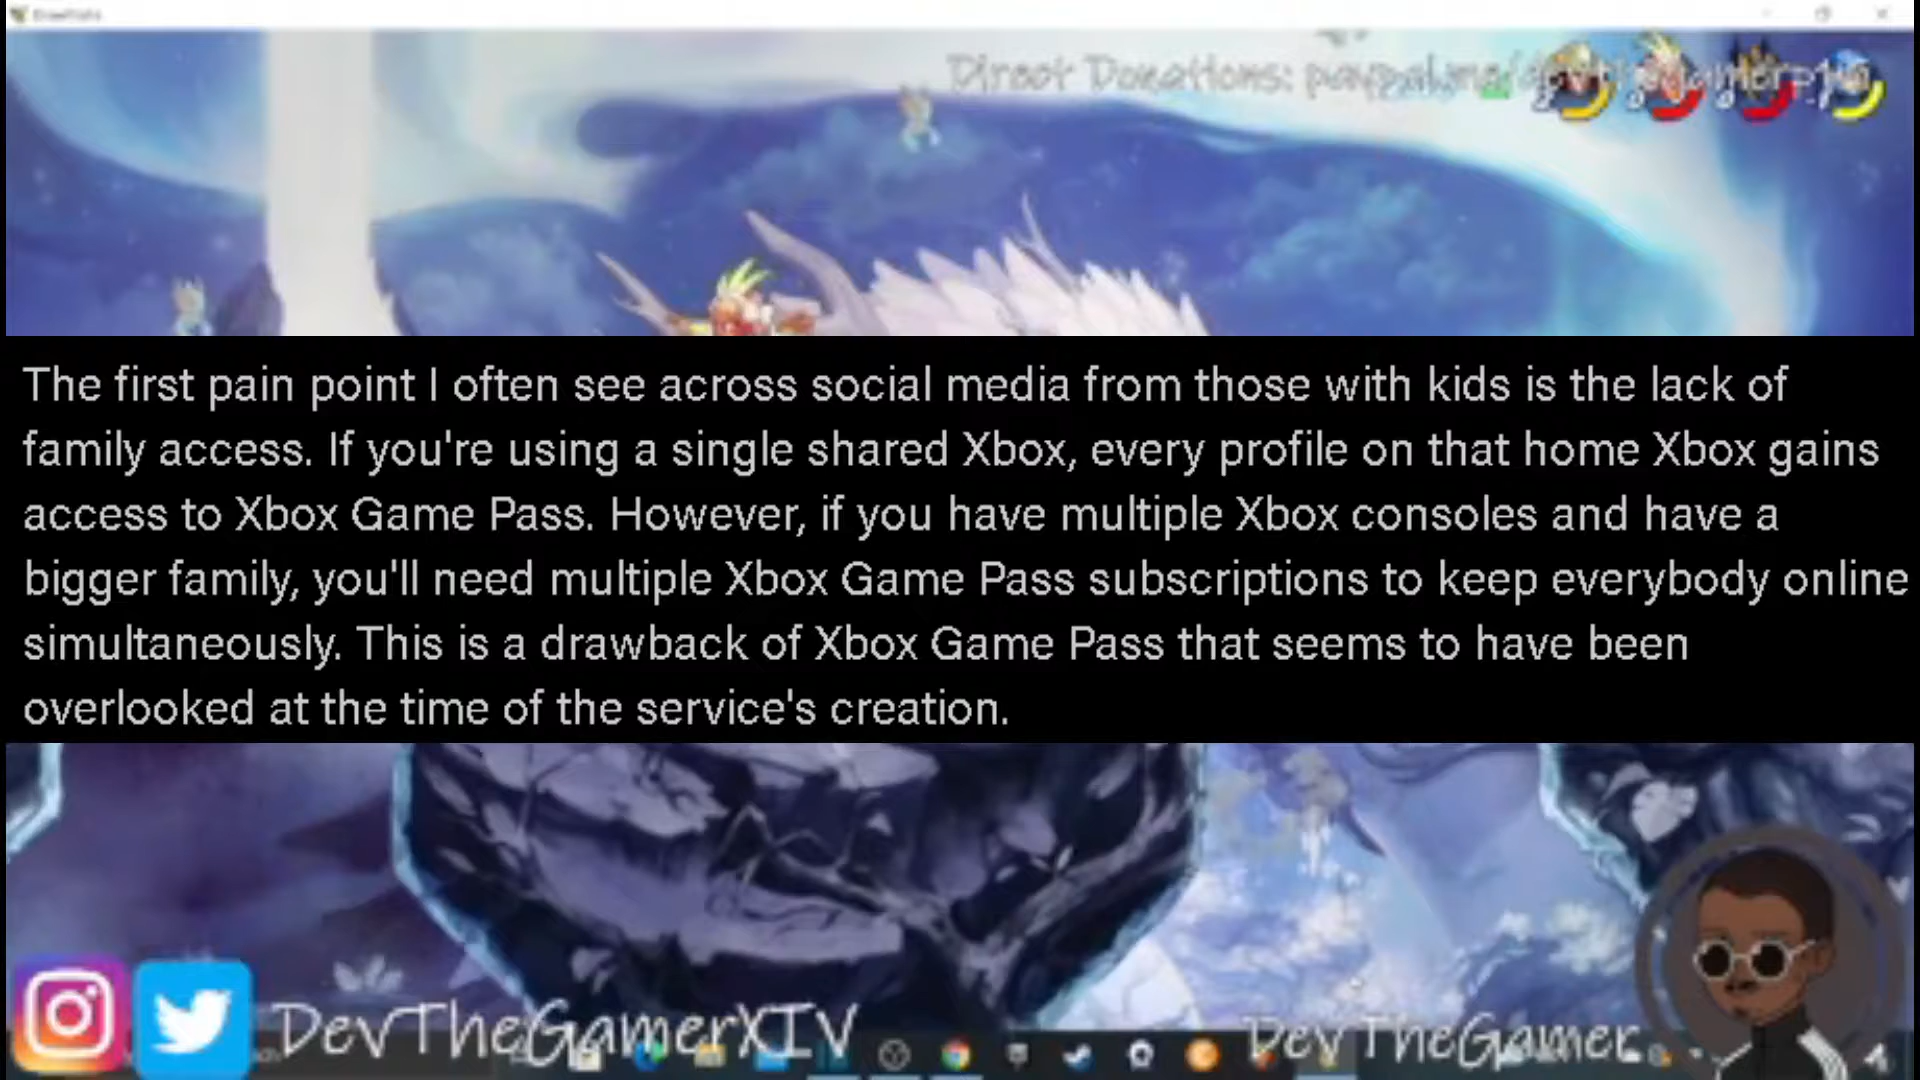 Direct Donations:
The first pain point I often see across social media from those with kids is the lack of
family access. If you're using a single shared Xbox, every profile on that home Xbox gains
access to Xbox Game Pass. However, if you have multiple Xbox consoles and have a
bigger family, you'll need multiple Xbox Game Pass subscriptions to keep everybody online
simultaneously. This is a drawback of Xbox Game Pass that seems to have been
overlooked at the time of the service's creation.
DevTheGamerXIV
DevTheGamer